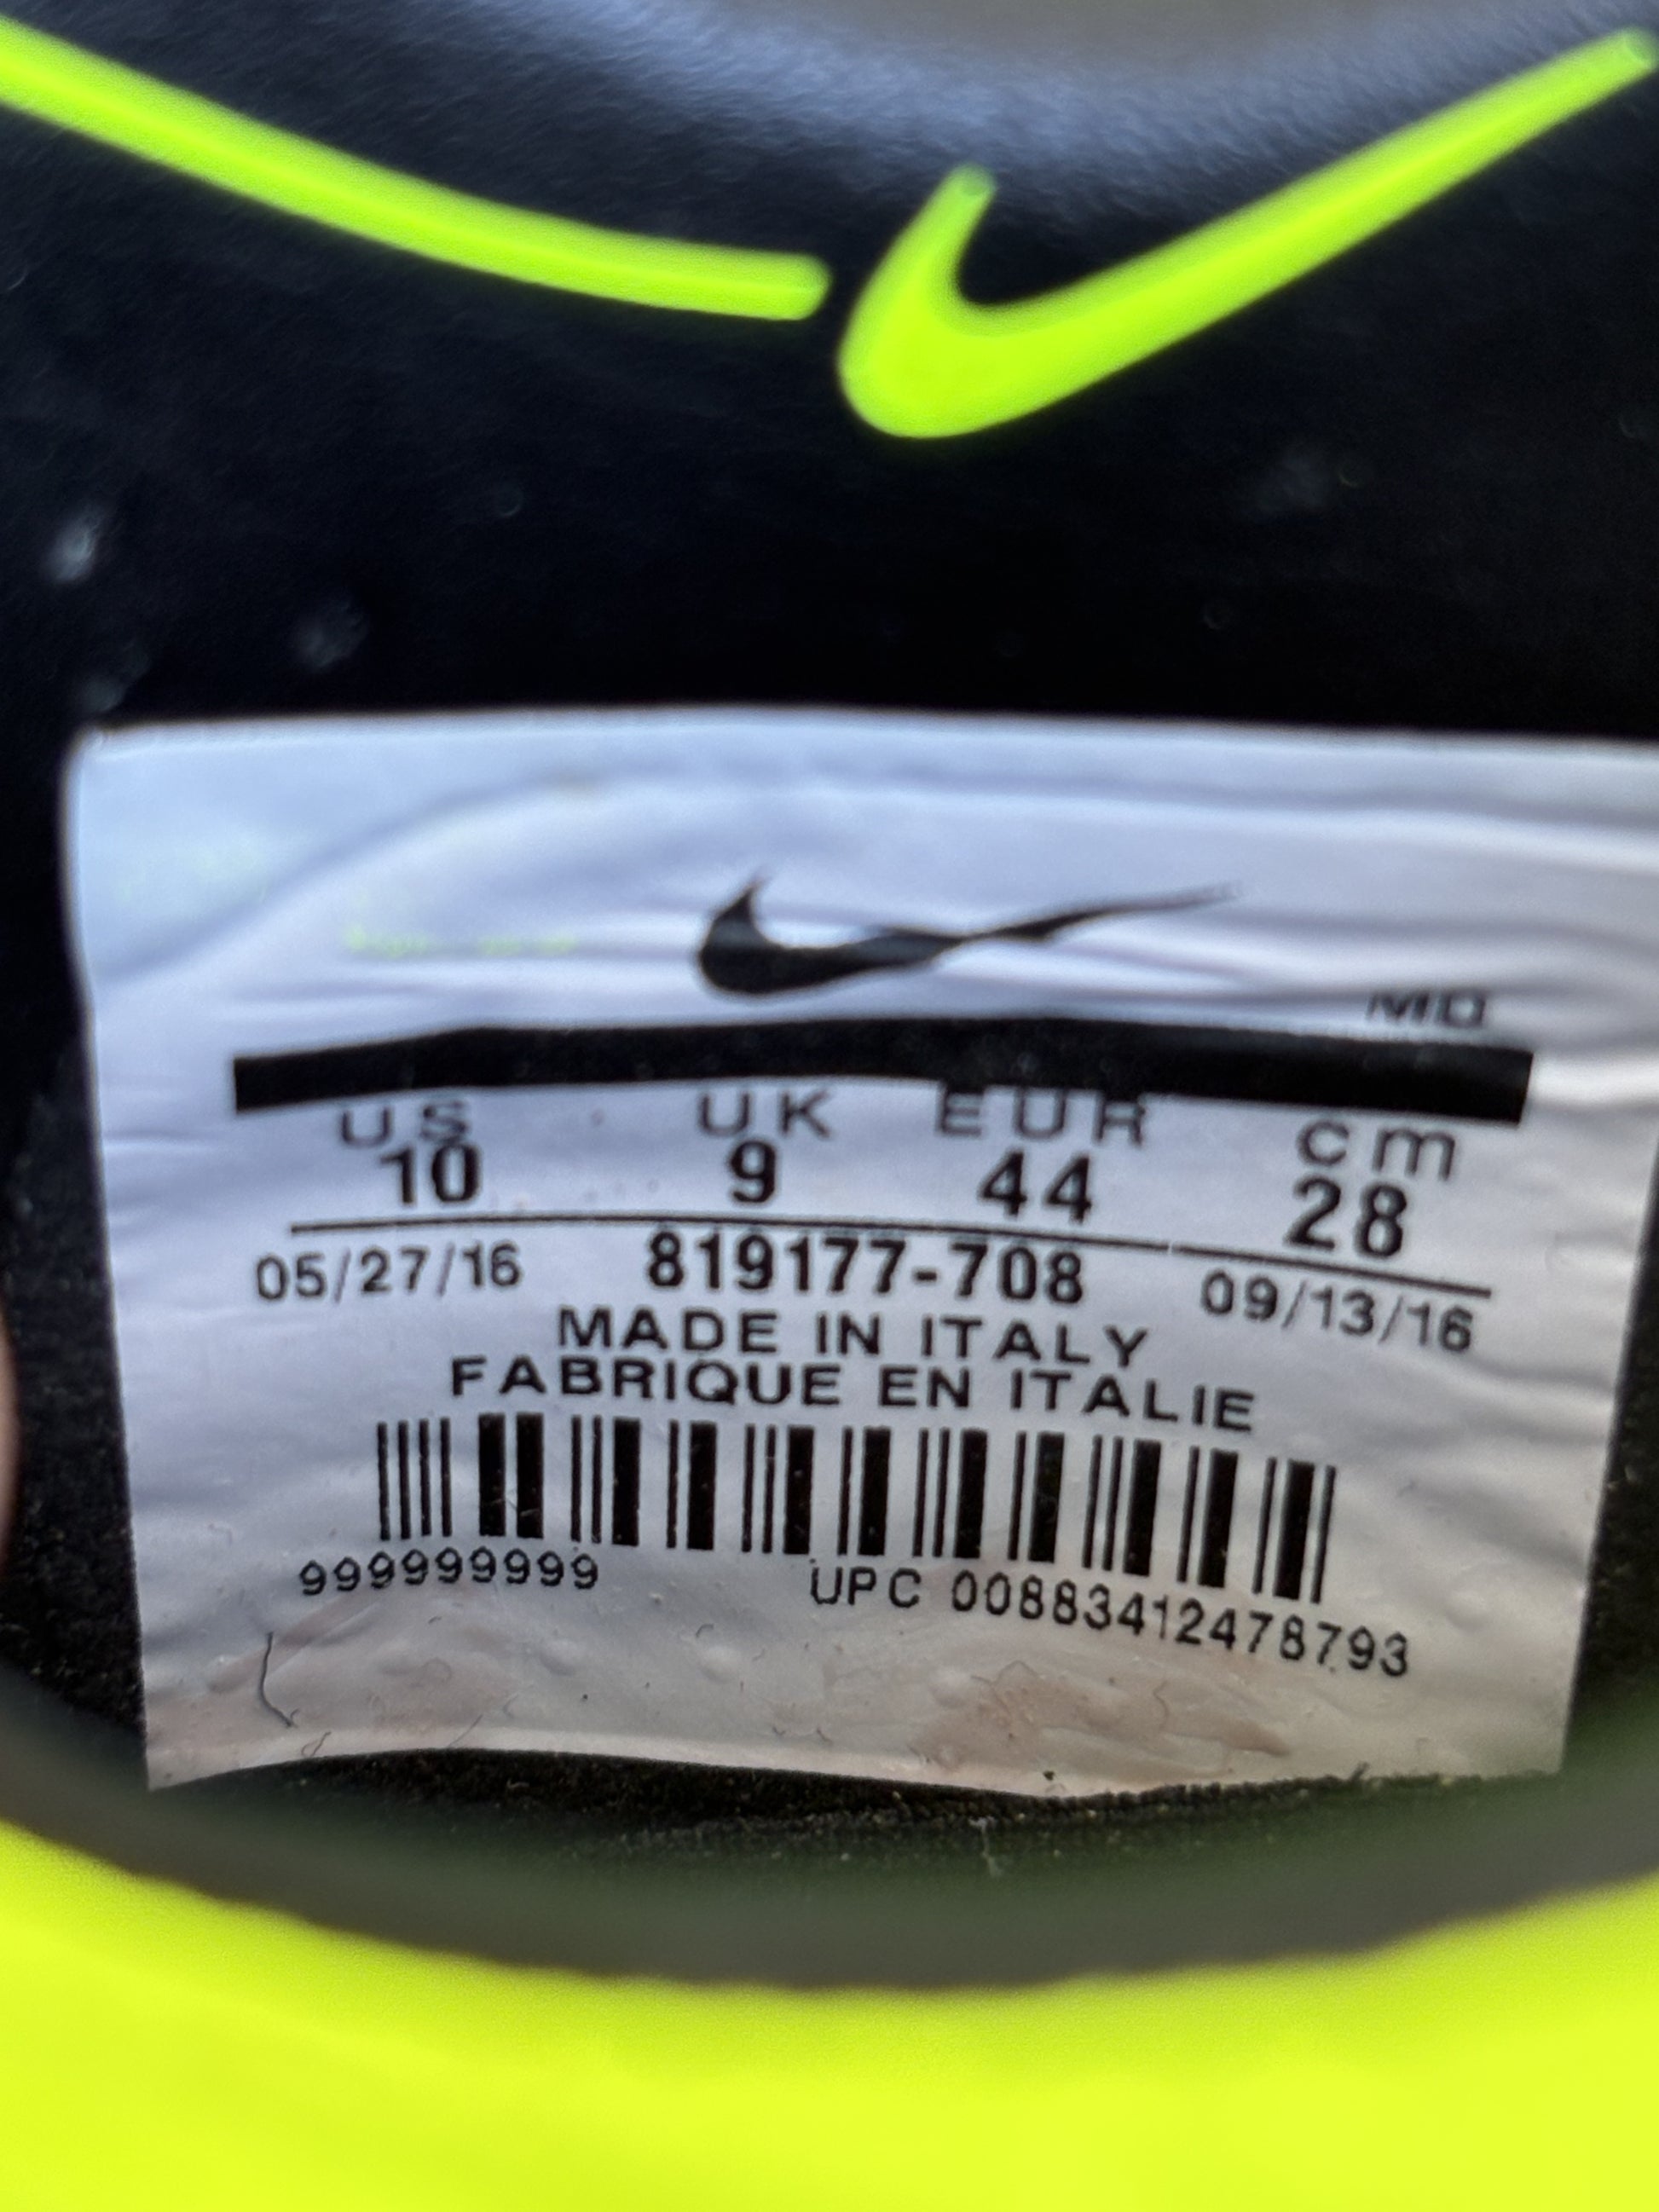 MD
US UK EUR cm
10 9 44 28
05/27/16 819177-708 09/13/16
MADE IN ITALY
FABRIQUE EN ITALIE
999999999 UPC 00883412478793